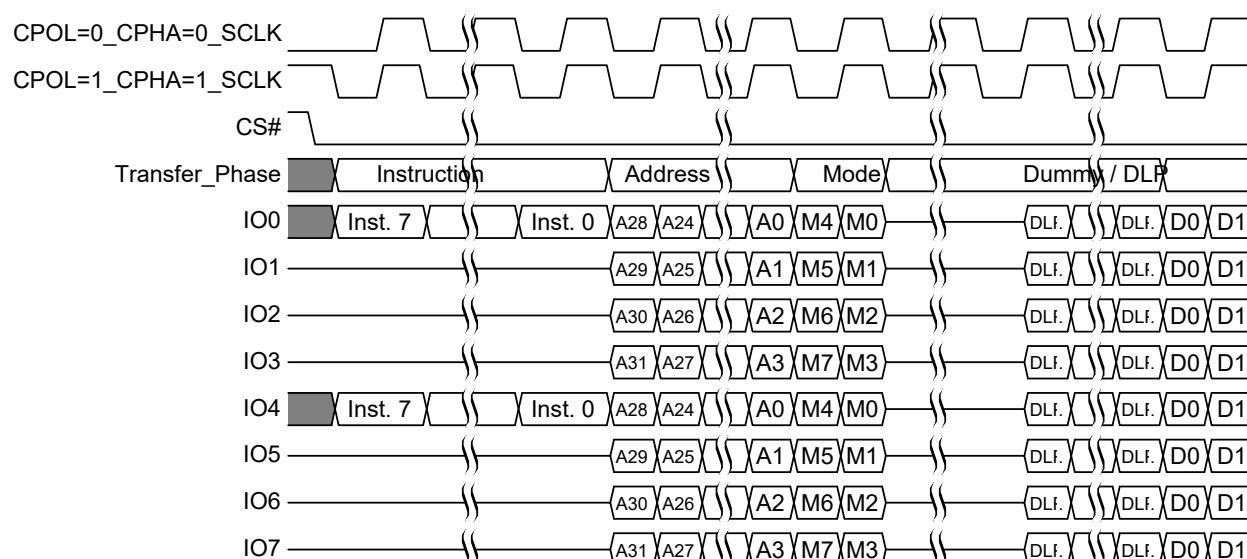 CPOL=0_CPHA=0_SCLK
CPOL=1_CPHA=1_SCLK
CS#
Transfer_Phase Instruction Address Mode Dummy / DLP
IO0 Inst. 7 Inst. 0 A28 A24 A0 M4 M0 DLP. DLP. D0 D1
IO1 A29 A25 A1 M5 M1 DLP. DLP. D0 D1
IO2 A30 A26 A2 M6 M2 DLP. DLP. D0 D1
IO3 A31 A27 A3 M7 M3 DLP. DLP. D0 D1
IO4 Inst. 7 Inst. 0 A28 A24 A0 M4 M0 DLP. DLP. D0 D1
IO5 A29 A25 A1 M5 M1 DLP. DLP. D0 D1
IO6 A30 A26 A2 M6 M2 DLP. DLP. D0 D1
IO7 A31 A27 A3 M7 M3 DLP. DLP. D0 D1